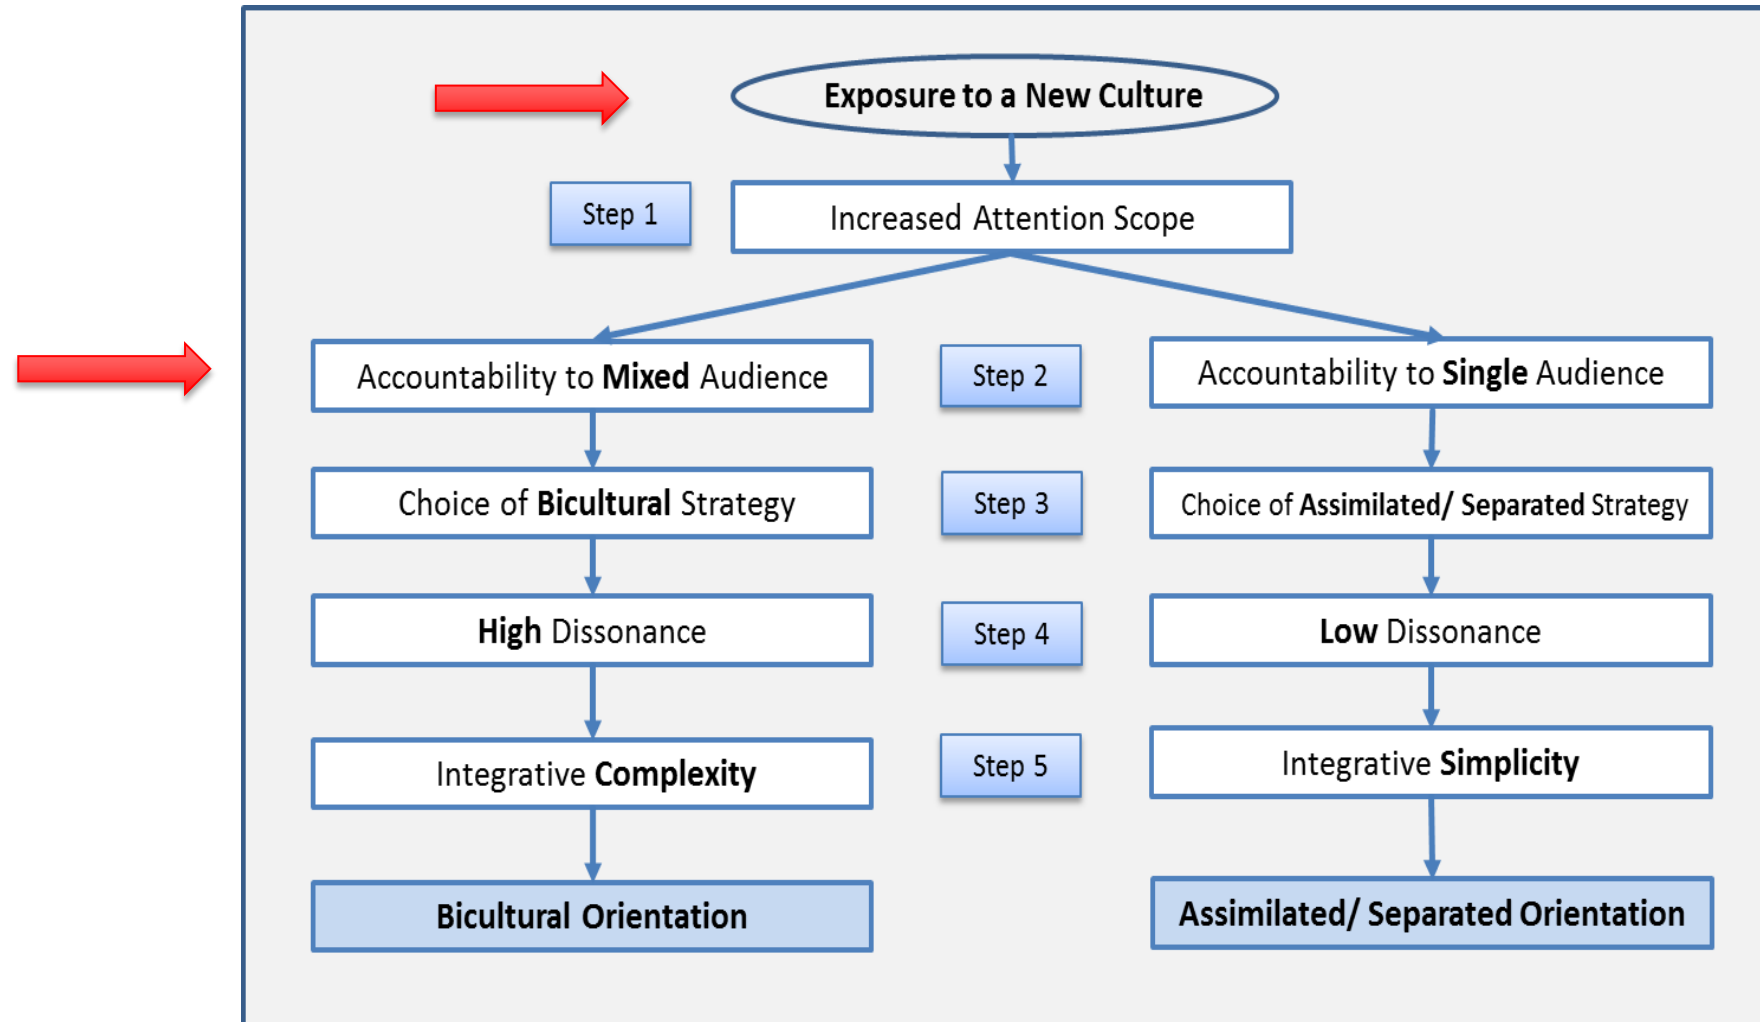 Exposure to a New Culture
Step 1
Increased Attention Scope
Accountability to Mixed Audience
Step 2
Accountability to Single Audience
Choice of Bicultural Strategy
Step 3
Choice of Assimilated/ Separated Strategy
High Dissonance
Step 4
Low Dissonance
Integrative Complexity
Step 5
Integrative Simplicity
Bicultural Orientation
Assimilated/ Separated Orientation